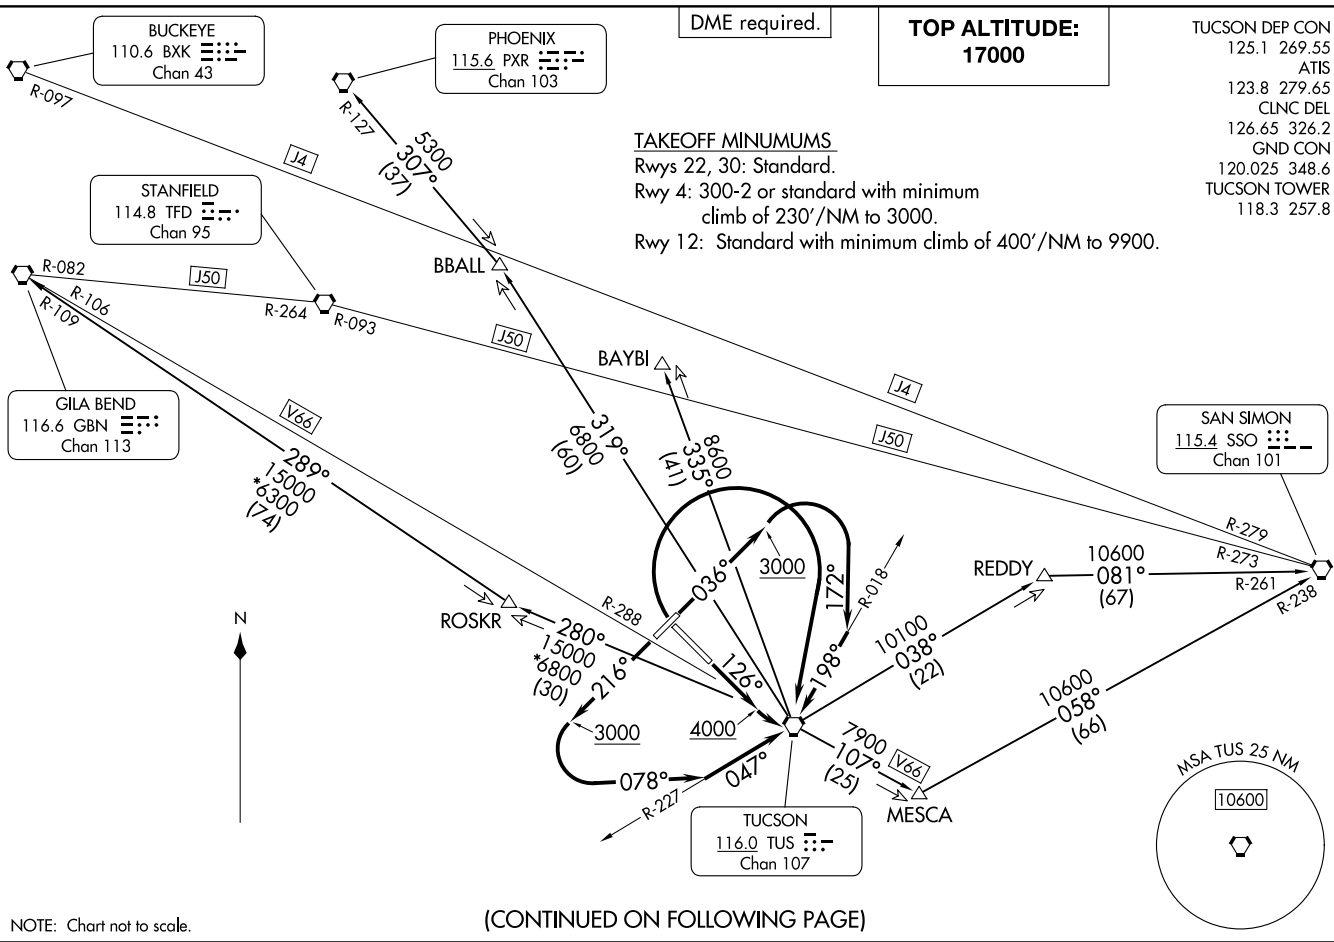 DME required.
TOP ALTITUDE:
17000
TUCSON DEP CON
125.1 269.55
ATIS
123.8 279.65
CLNC DEL
126.65 326.2
GND CON
120.025 348.6
TUCSON TOWER
118.3 257.8
BUCKEYE
110.6 BXK
Chan 43
R-097
PHOENIX
115.6 PXR
Chan 103
R-127
5300
307°
(37)
J4
TAKEOFF MINUMUMS
Rwys 22, 30: Standard.
Rwy 4: 300-2 or standard with minimum
climb of 230'/NM to 3000.
Rwy 12: Standard with minimum climb of 400'/NM to 9900.
STANFIELD
114.8 TFD
Chan 95
R-082
J50
R-106
R-109
R-264
R-093
BBALL
J50
BAYBI
J4
J50
GILA BEND
116.6 GBN
Chan 113
V66
289°
15000
*6300
(74)
319°
6800
(60)
8600
335°
(41)
SAN SIMON
115.4 SSO
Chan 101
R-279
R-273
R-261
R-238
036°
3000
172°
R-018
REDDY
10600
081°
(67)
ROSKR
R-288
280°
15000
*6800
(30)
216°
126°
198°
10100
038°
(22)
10600
058°
(66)
3000
4000
078°
047°
R-227
7900
107°
(25)
V66
MESCA
TUCSON
116.0 TUS
Chan 107
N
MSA TUS 25 NM
10600
NOTE: Chart not to scale.
(CONTINUED ON FOLLOWING PAGE)